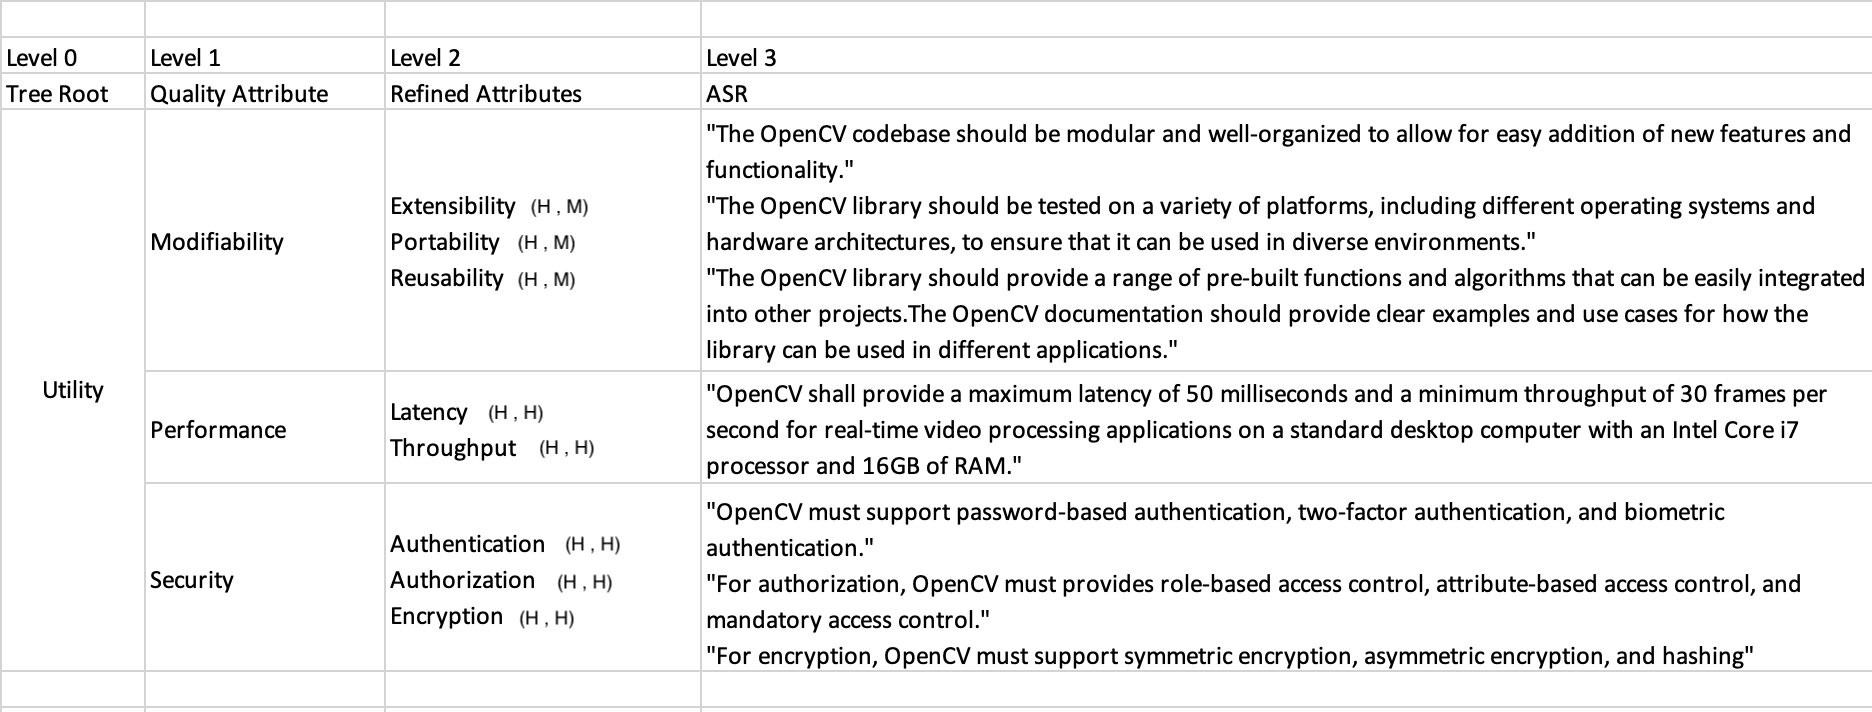 Level 0 Level 1 Level 2 Level 3
Tree Root Quality Attribute Refined Attributes ASR
Utility
Modifiability
Extensibility (H , M)
Portability (H , M)
Reusability (H , M)
"The OpenCV codebase should be modular and well-organized to allow for easy addition of new features and
functionality."
"The OpenCV library should be tested on a variety of platforms, including different operating systems and
hardware architectures, to ensure that it can be used in diverse environments."
"The OpenCV library should provide a range of pre-built functions and algorithms that can be easily integrated
into other projects.The OpenCV documentation should provide clear examples and use cases for how the
library can be used in different applications."
Performance
Latency (H , H)
Throughput (H , H)
"OpenCV shall provide a maximum latency of 50 milliseconds and a minimum throughput of 30 frames per
second for real-time video processing applications on a standard desktop computer with an Intel Core i7
processor and 16GB of RAM."
Security
Authentication (H , H)
Authorization (H , H)
Encryption (H , H)
"OpenCV must support password-based authentication, two-factor authentication, and biometric
authentication."
"For authorization, OpenCV must provides role-based access control, attribute-based access control, and
mandatory access control."
"For encryption, OpenCV must support symmetric encryption, asymmetric encryption, and hashing"